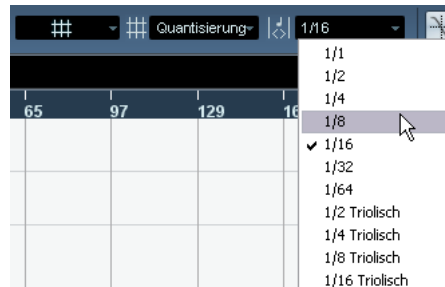 Quantisierung 1/16
1/1
1/2
1/4
65 97 129 16
1/8
1/16
1/32
1/64
1/2 Triolisch
1/4 Triolisch
1/8 Triolisch
1/16 Triolisch